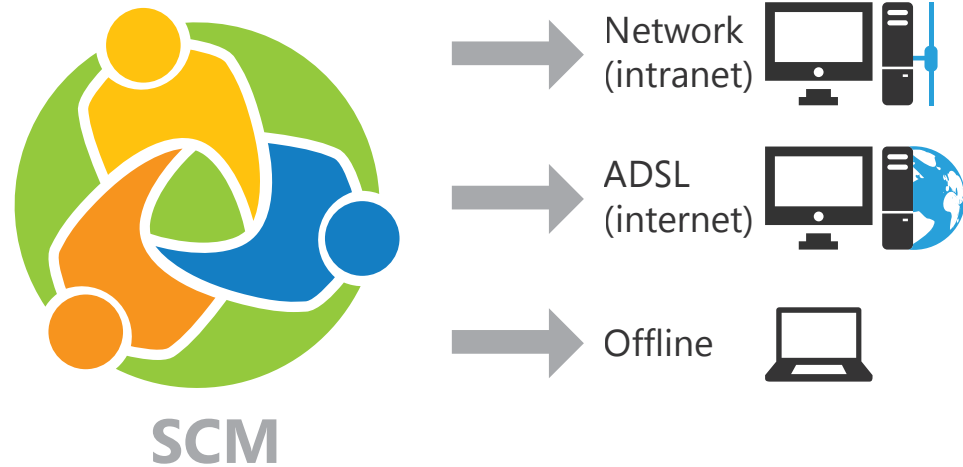 Network
(intranet)
ADSL
(internet)
Offline
SCM